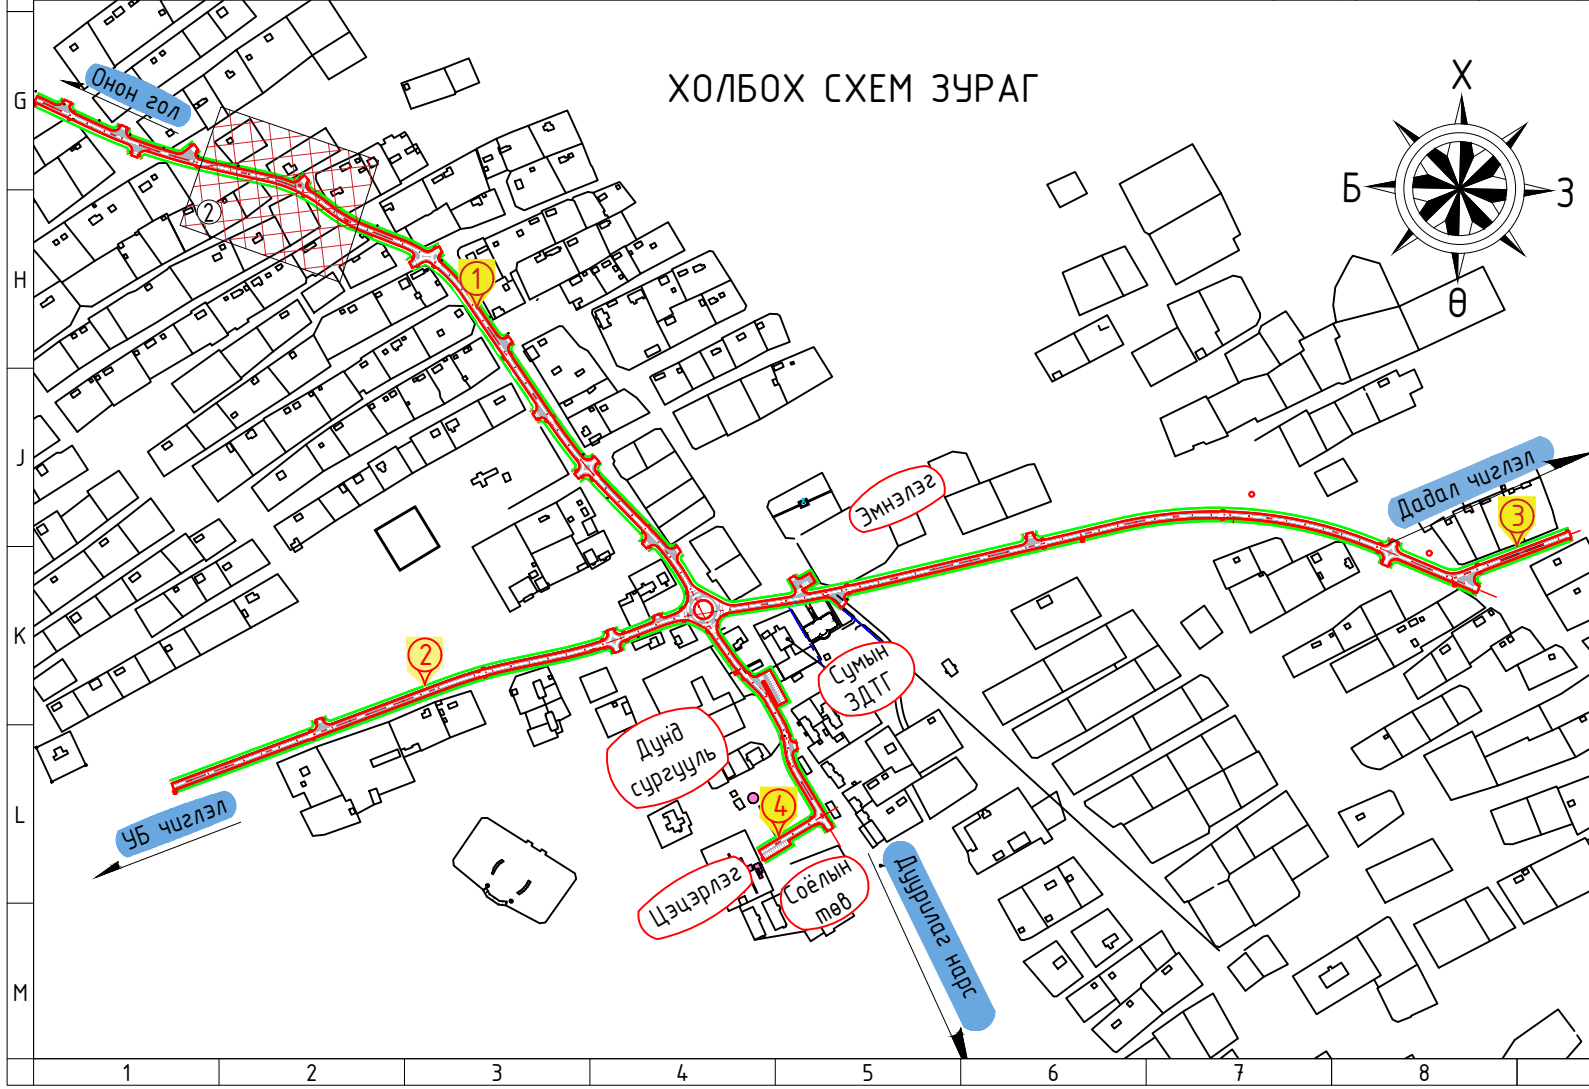 ХОЛБОХ СХЕМ ЗУРАГ
Х
Б
З
Ө
Онон гол
2
1
Эмнэлэг
Дадал чиглэл
3
2
Сумын
ЗДТГ
Дунд
сургууль
УБ чиглэл
4
Цэцэрлэг
Соёлын
төв
Дуурилаг нарс
G
H
J
K
L
M
1
2
3
4
5
6
7
8